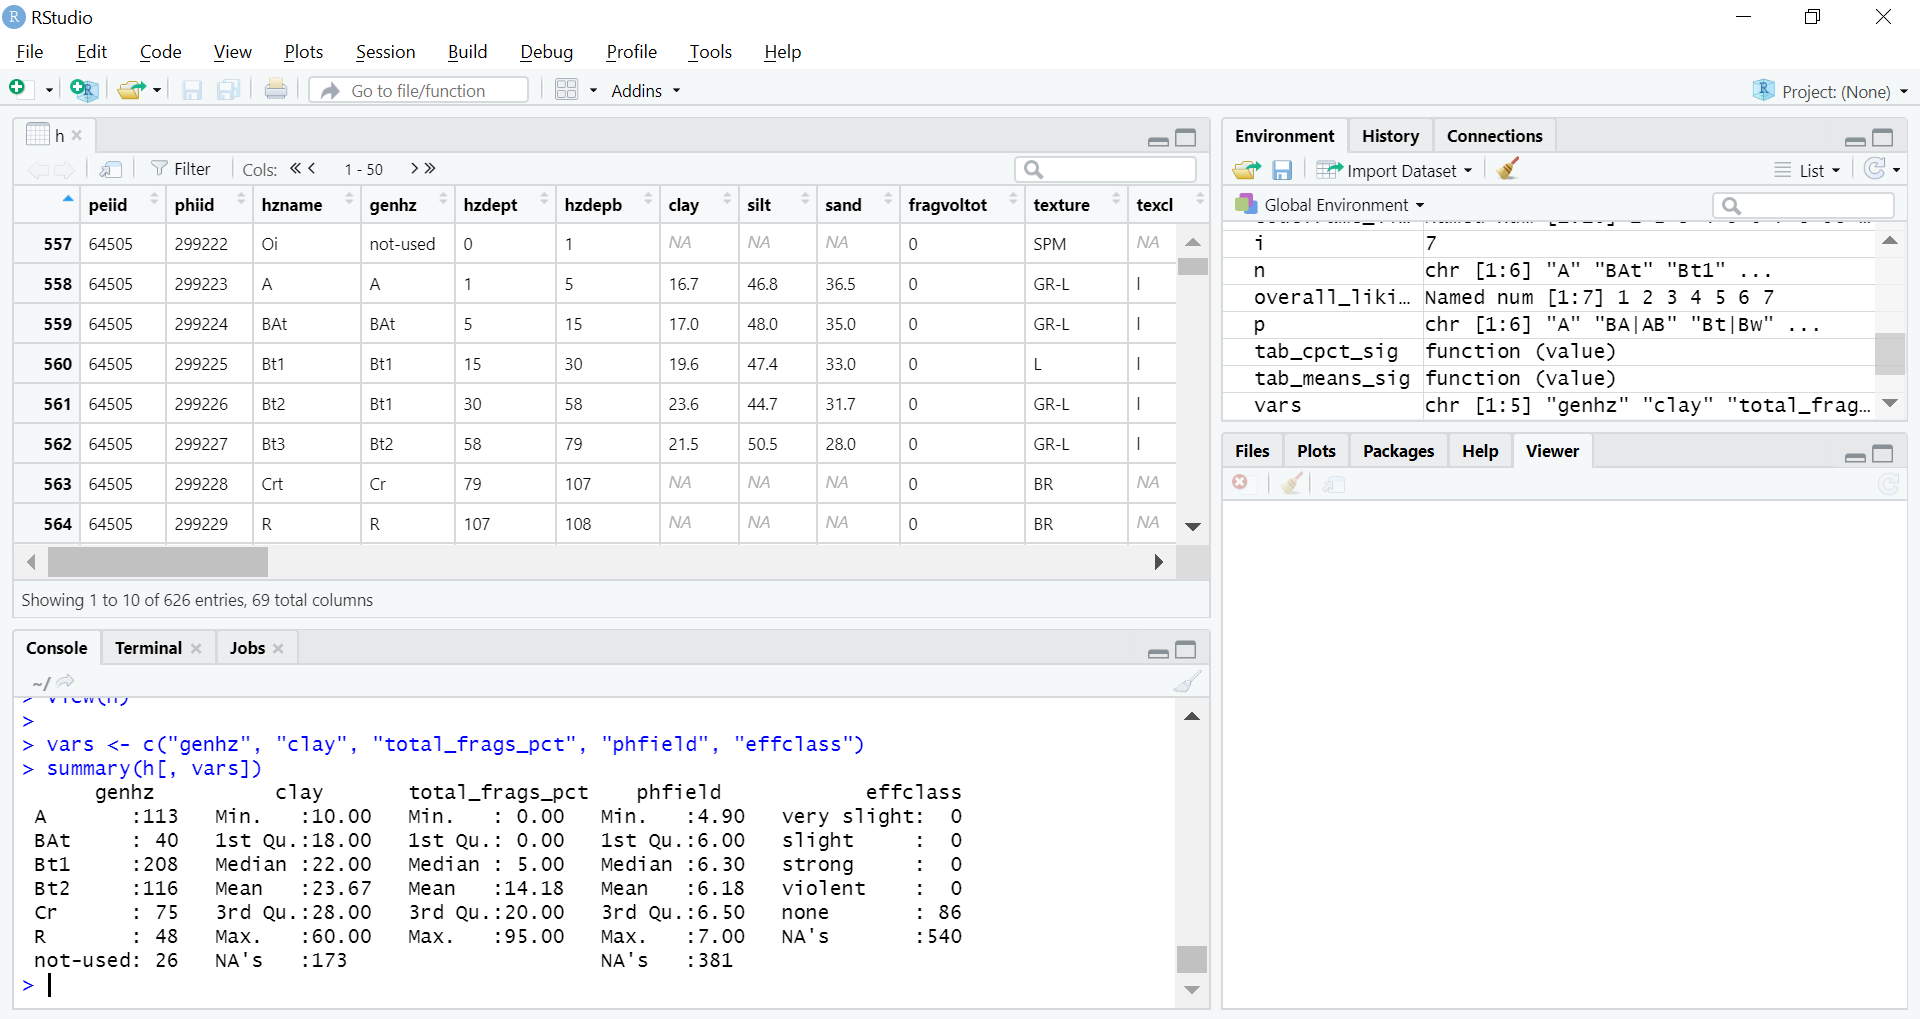 RStudio
File Edit Code View Plots Session Build Debug Profile Tools Help
Go to file/function Addins Project: (None)
h
Filter Cols: 1 - 50
peiid phiid hzname genhz hzdept hzdepb clay silt sand fragvoltot texture texcl
557 64505 299222 Oi not-used 0 1 NA NA NA 0 SPM NA
558 64505 299223 A A 1 5 16.7 46.8 36.5 0 GR-L l
559 64505 299224 BAt BAt 5 15 17.0 48.0 35.0 0 GR-L l
560 64505 299225 Bt1 Bt1 15 30 19.6 47.4 33.0 0 L l
561 64505 299226 Bt2 Bt1 30 58 23.6 44.7 31.7 0 GR-L l
562 64505 299227 Bt3 Bt2 58 79 21.5 50.5 28.0 0 GR-L l
563 64505 299228 Crt Cr 79 107 NA NA NA 0 BR NA
564 64505 299229 R R 107 108 NA NA NA 0 BR NA
Showing 1 to 10 of 626 entries, 69 total columns
Console Terminal Jobs
~/
> View(h)
>
> vars <- c("genhz", "clay", "total_frags_pct", "phfield", "effclass")
> summary(h[, vars])
genhz clay total_frags_pct phfield effclass
A :113 Min. :10.00 Min. : 0.00 Min. :4.90 very slight: 0
BAt : 40 1st Qu.:18.00 1st Qu.: 0.00 1st Qu.:6.00 slight : 0
Bt1 :208 Median :22.00 Median : 5.00 Median :6.30 strong : 0
Bt2 :116 Mean :23.67 Mean :14.18 Mean :6.18 violent : 0
Cr : 75 3rd Qu.:28.00 3rd Qu.:20.00 3rd Qu.:6.50 none : 86
R : 48 Max. :60.00 Max. :95.00 Max. :7.00 NA's :540
not-used: 26 NA's :173 NA's :381
>
Environment History Connections
Import Dataset List
Global Environment
i 7
n chr [1:6] "A" "BAt" "Bt1" ...
overall_liki… Named num [1:7] 1 2 3 4 5 6 7
p chr [1:6] "A" "BA|AB" "Bt|Bw" ...
tab_cpct_sig function (value)
tab_means_sig function (value)
vars chr [1:5] "genhz" "clay" "total_frag…
Files Plots Packages Help Viewer